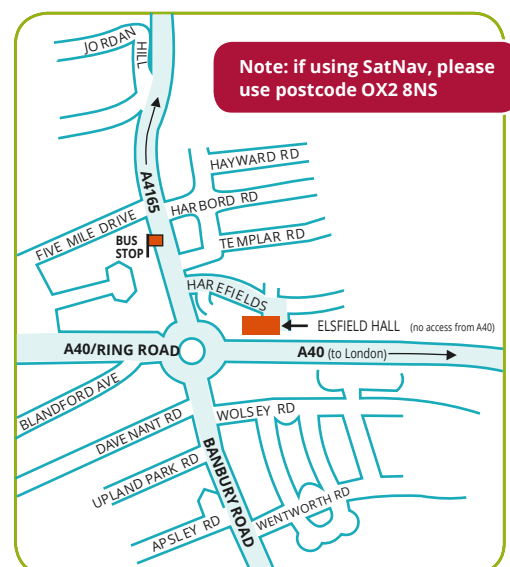 JORDAN
HILL
Note: if using SatNav, please
use postcode OX2 8NS
HAYWARD RD
A4165
HARBORD RD
FIVE MILE DRIVE
BUS
STOP
TEMPLAR RD
HAREFIELDS
ELSFIELD HALL (no access from A40)
A40/RING ROAD
A40 (to London)
BLANDFORD AVE
DAVENANT RD
WOLSEY RD
UPLAND PARK RD
BANBURY ROAD
APSLEY RD
WENTWORTH RD